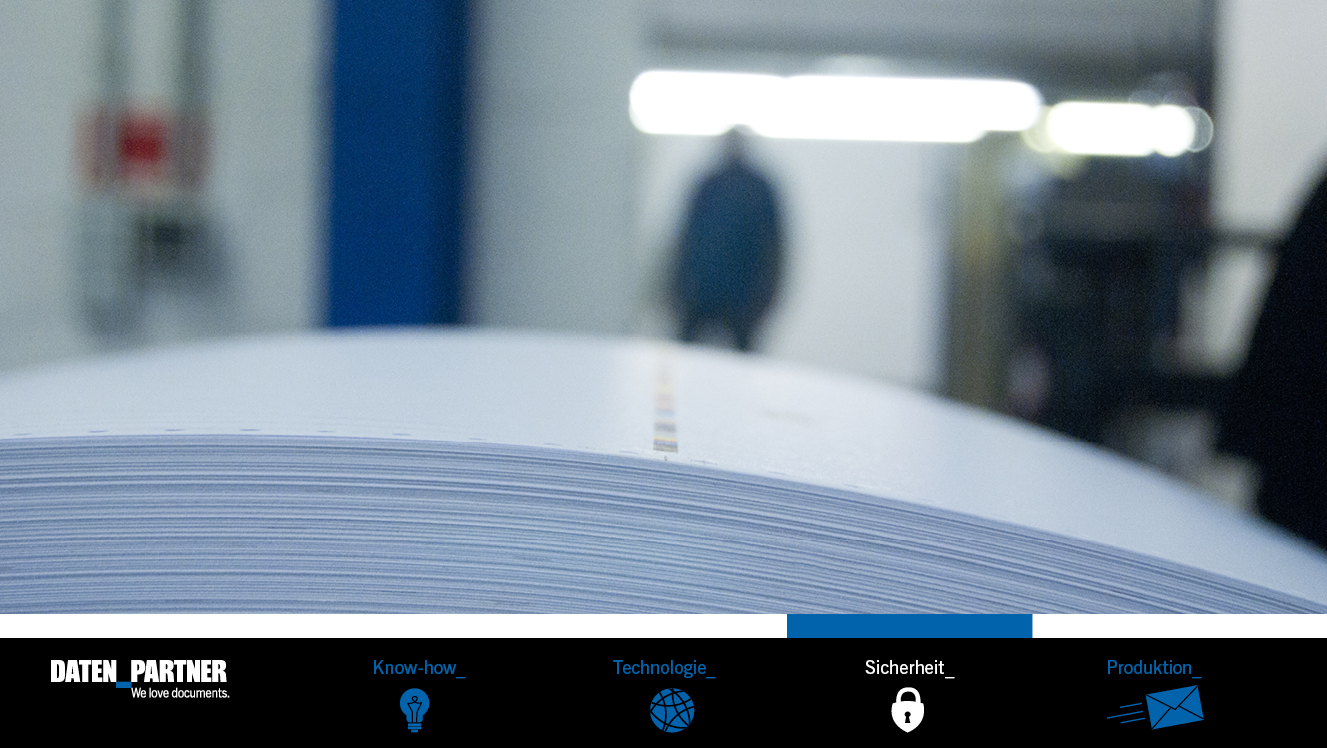 DATEN_PARTNER
We love documents.
Know-how_
Technologie_
Sicherheit_
Produktion_